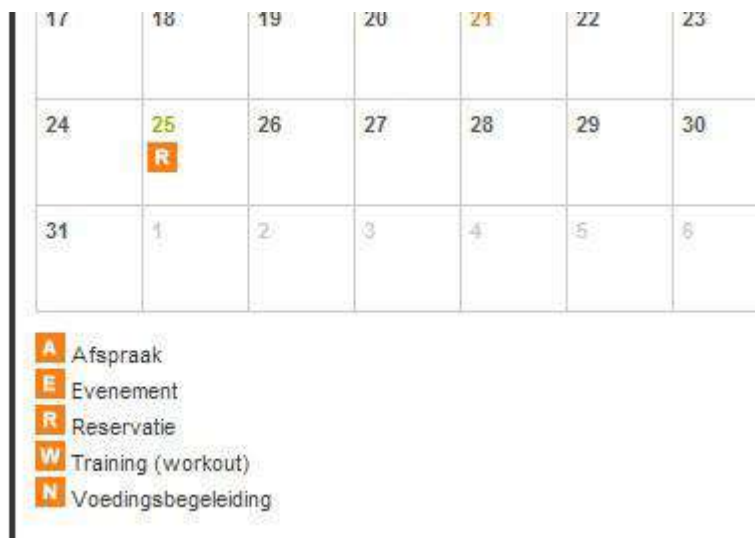 17 18 19 20 21 22 23
24 25 26 27 28 29 30
R
31 1 2 3 4 5 6
A Afspraak
E Evenement
R Reservatie
W Training (workout)
N Voedingsbegeleiding